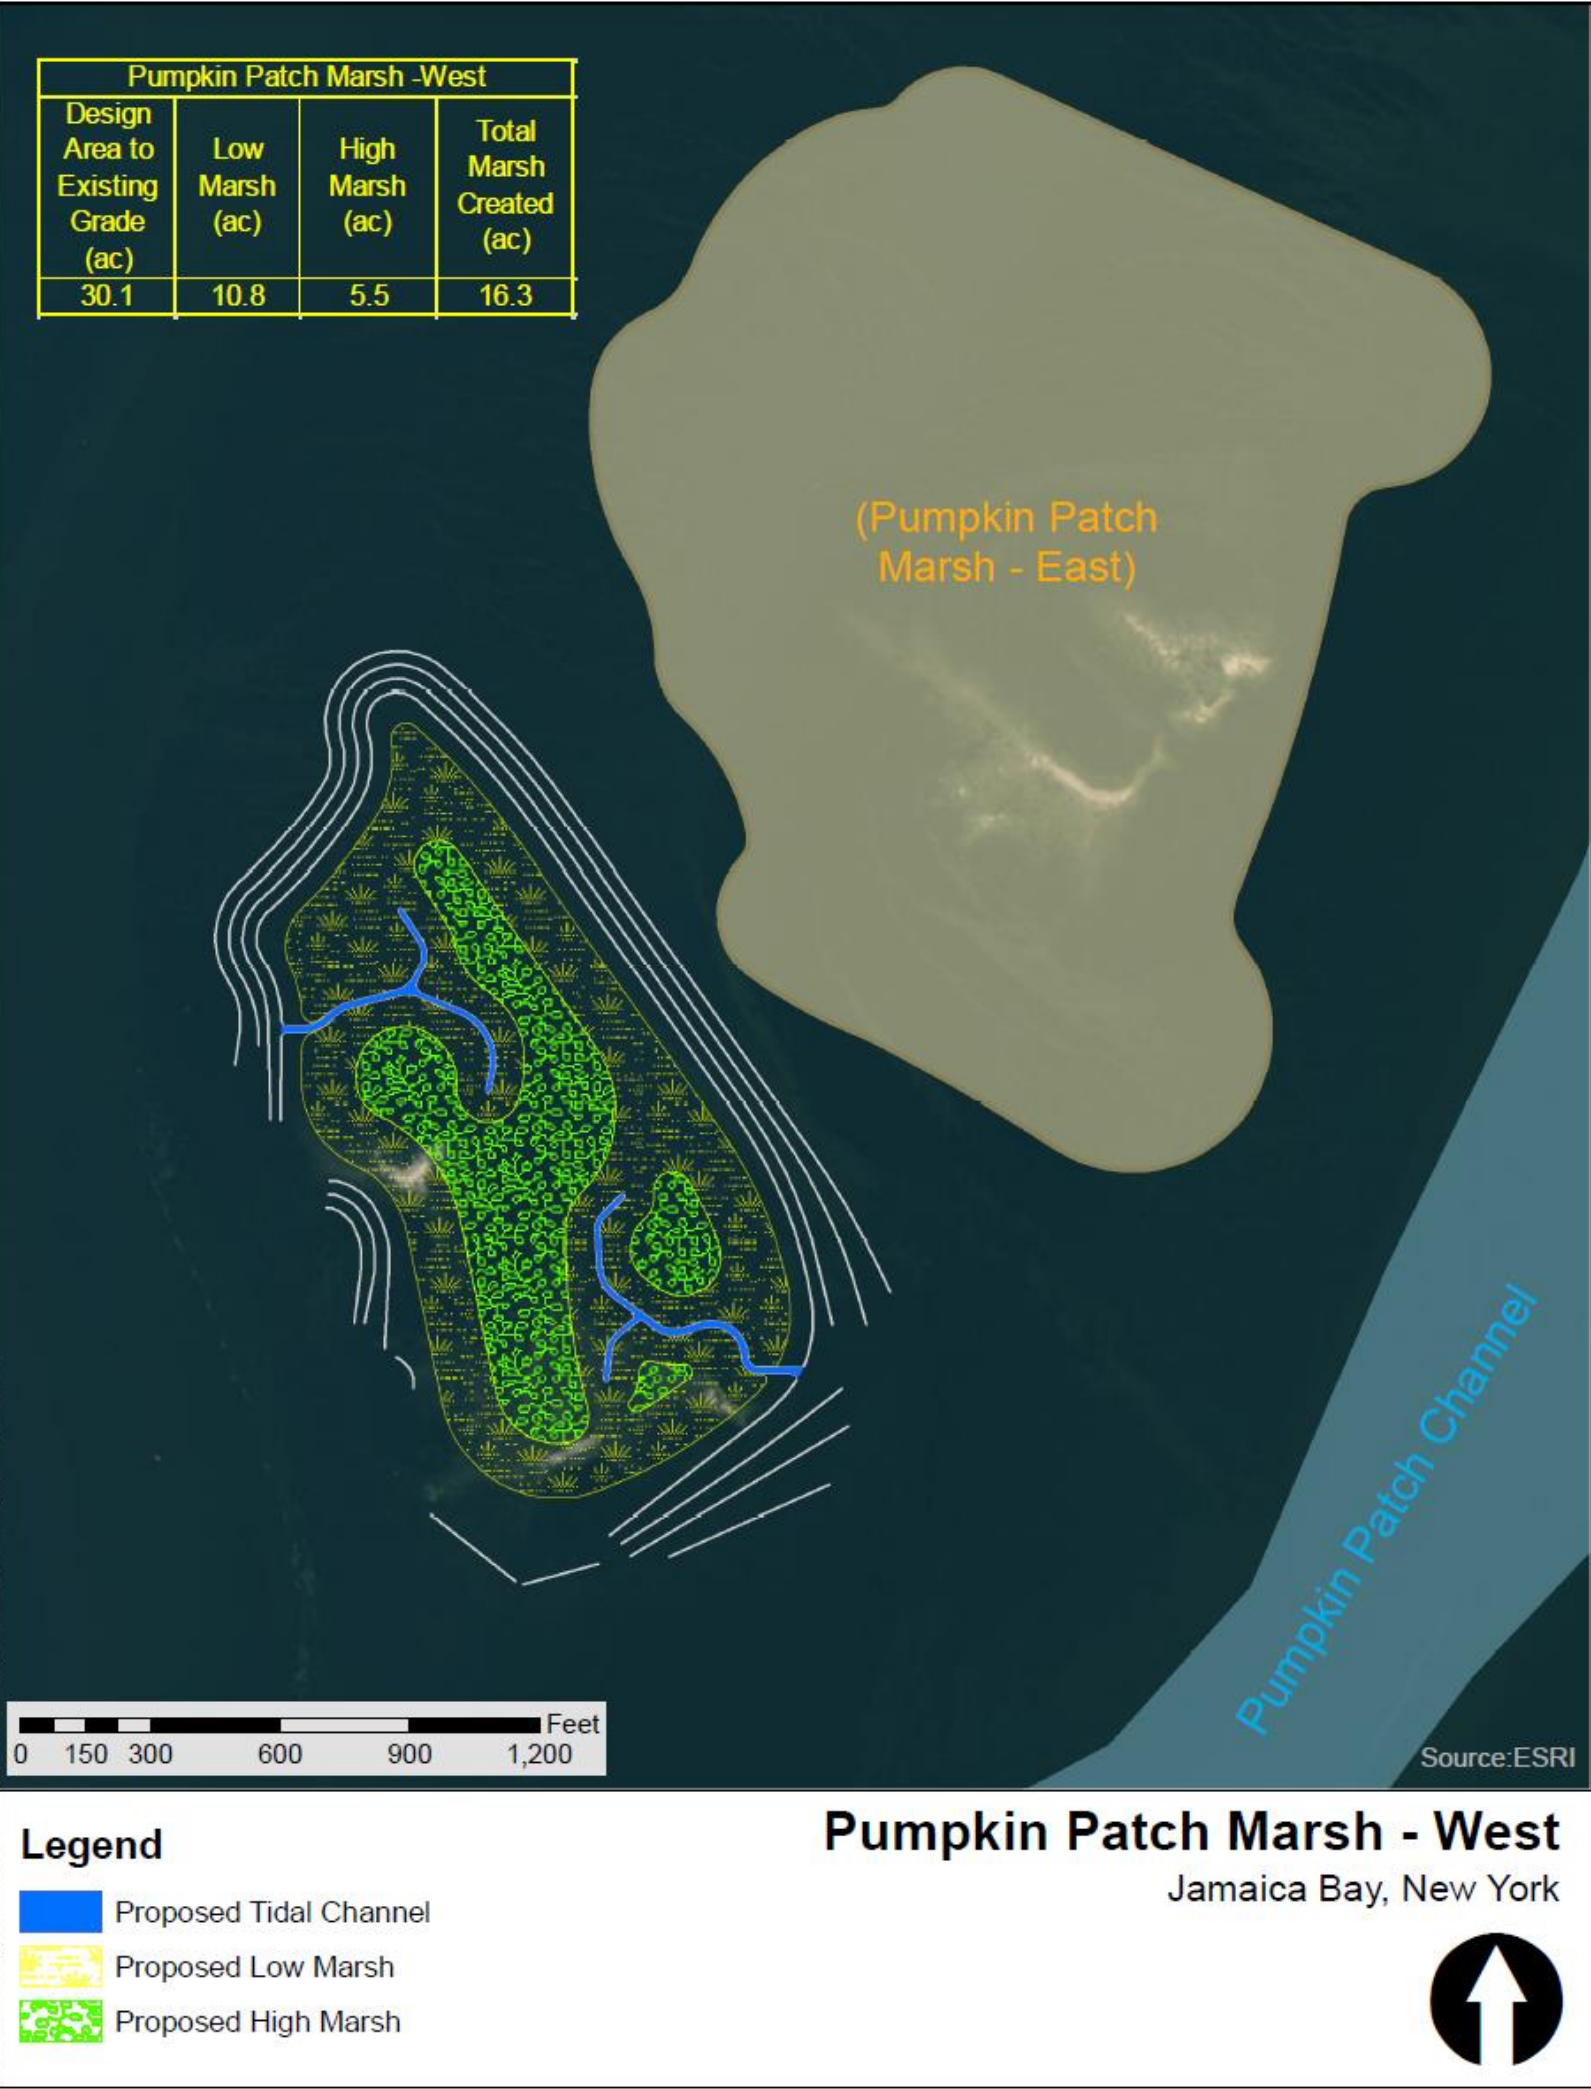 Pumpkin Patch Marsh -West
Design
Area to
Existing
Grade
(ac)
Low
Marsh
(ac)
High
Marsh
(ac)
Total
Marsh
Created
(ac)
30.1 10.8 5.5 16.3
(Pumpkin Patch
Marsh - East)
Pumpkin Patch Channel
Feet
0 150 300 600 900 1,200
Source:ESRI
Legend
Proposed Tidal Channel
Proposed Low Marsh
Proposed High Marsh
Pumpkin Patch Marsh - West
Jamaica Bay, New York